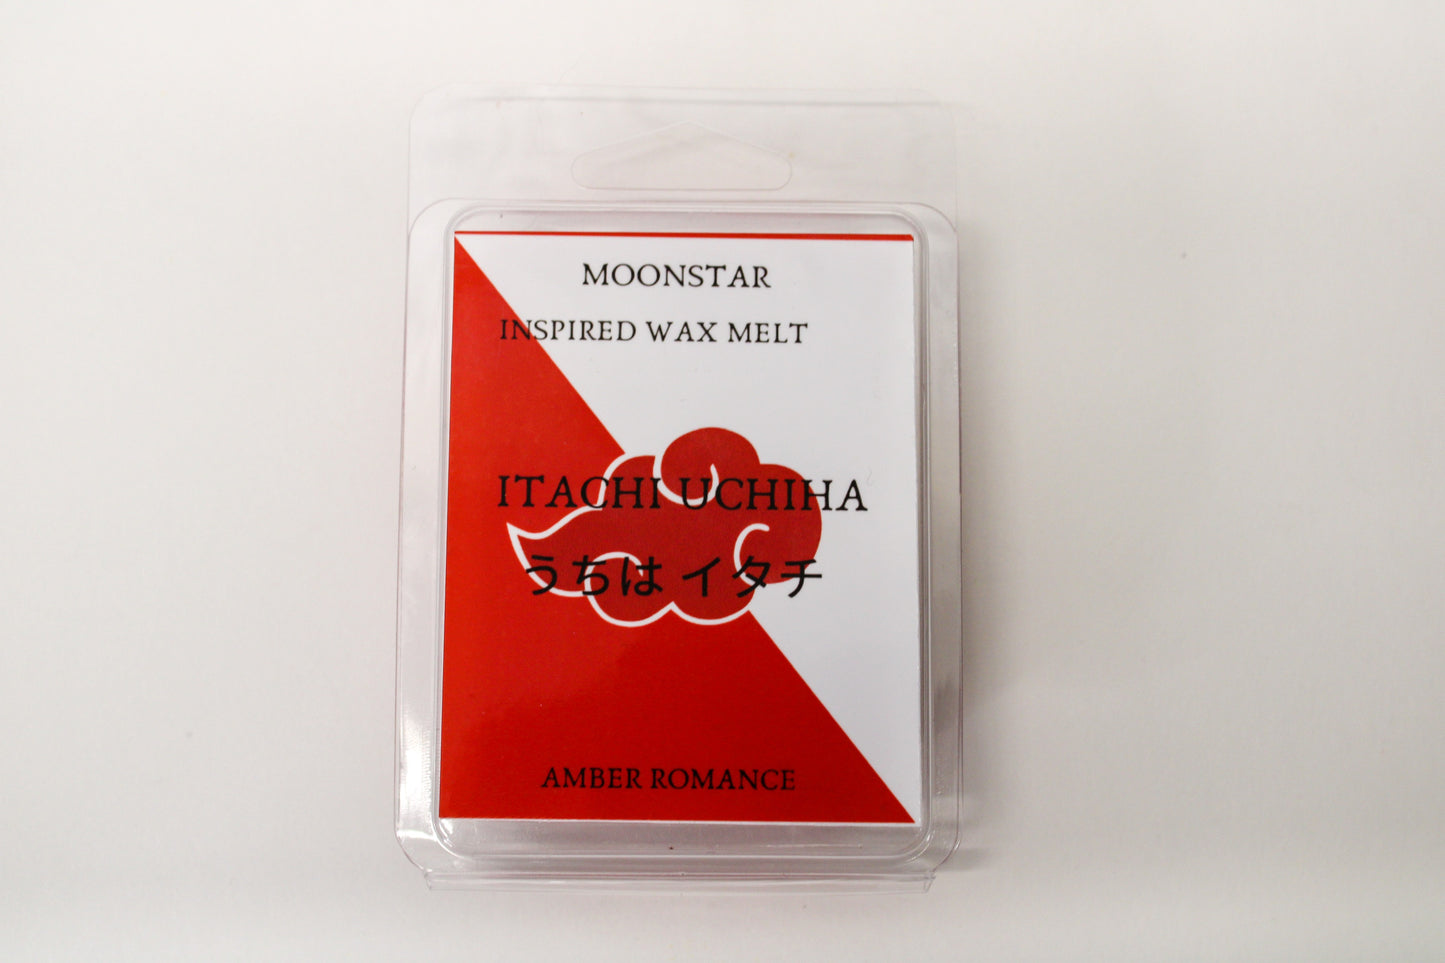 MOONSTAR
INSPIRED WAX MELT
ITACHI UCHIHA
うちは イタチ
AMBER ROMANCE